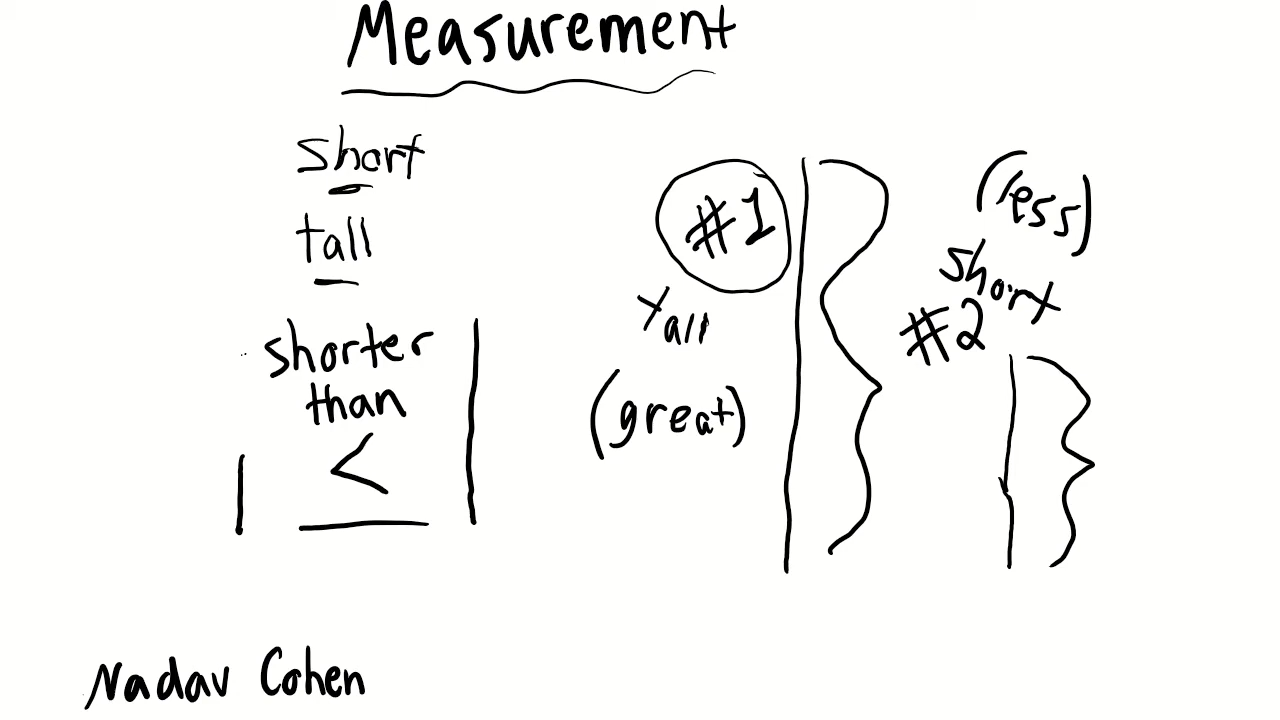 Measurement
short
tall
shorter
than
<
#1
tall
(great)
(less)
short
#2
Nadav Cohen